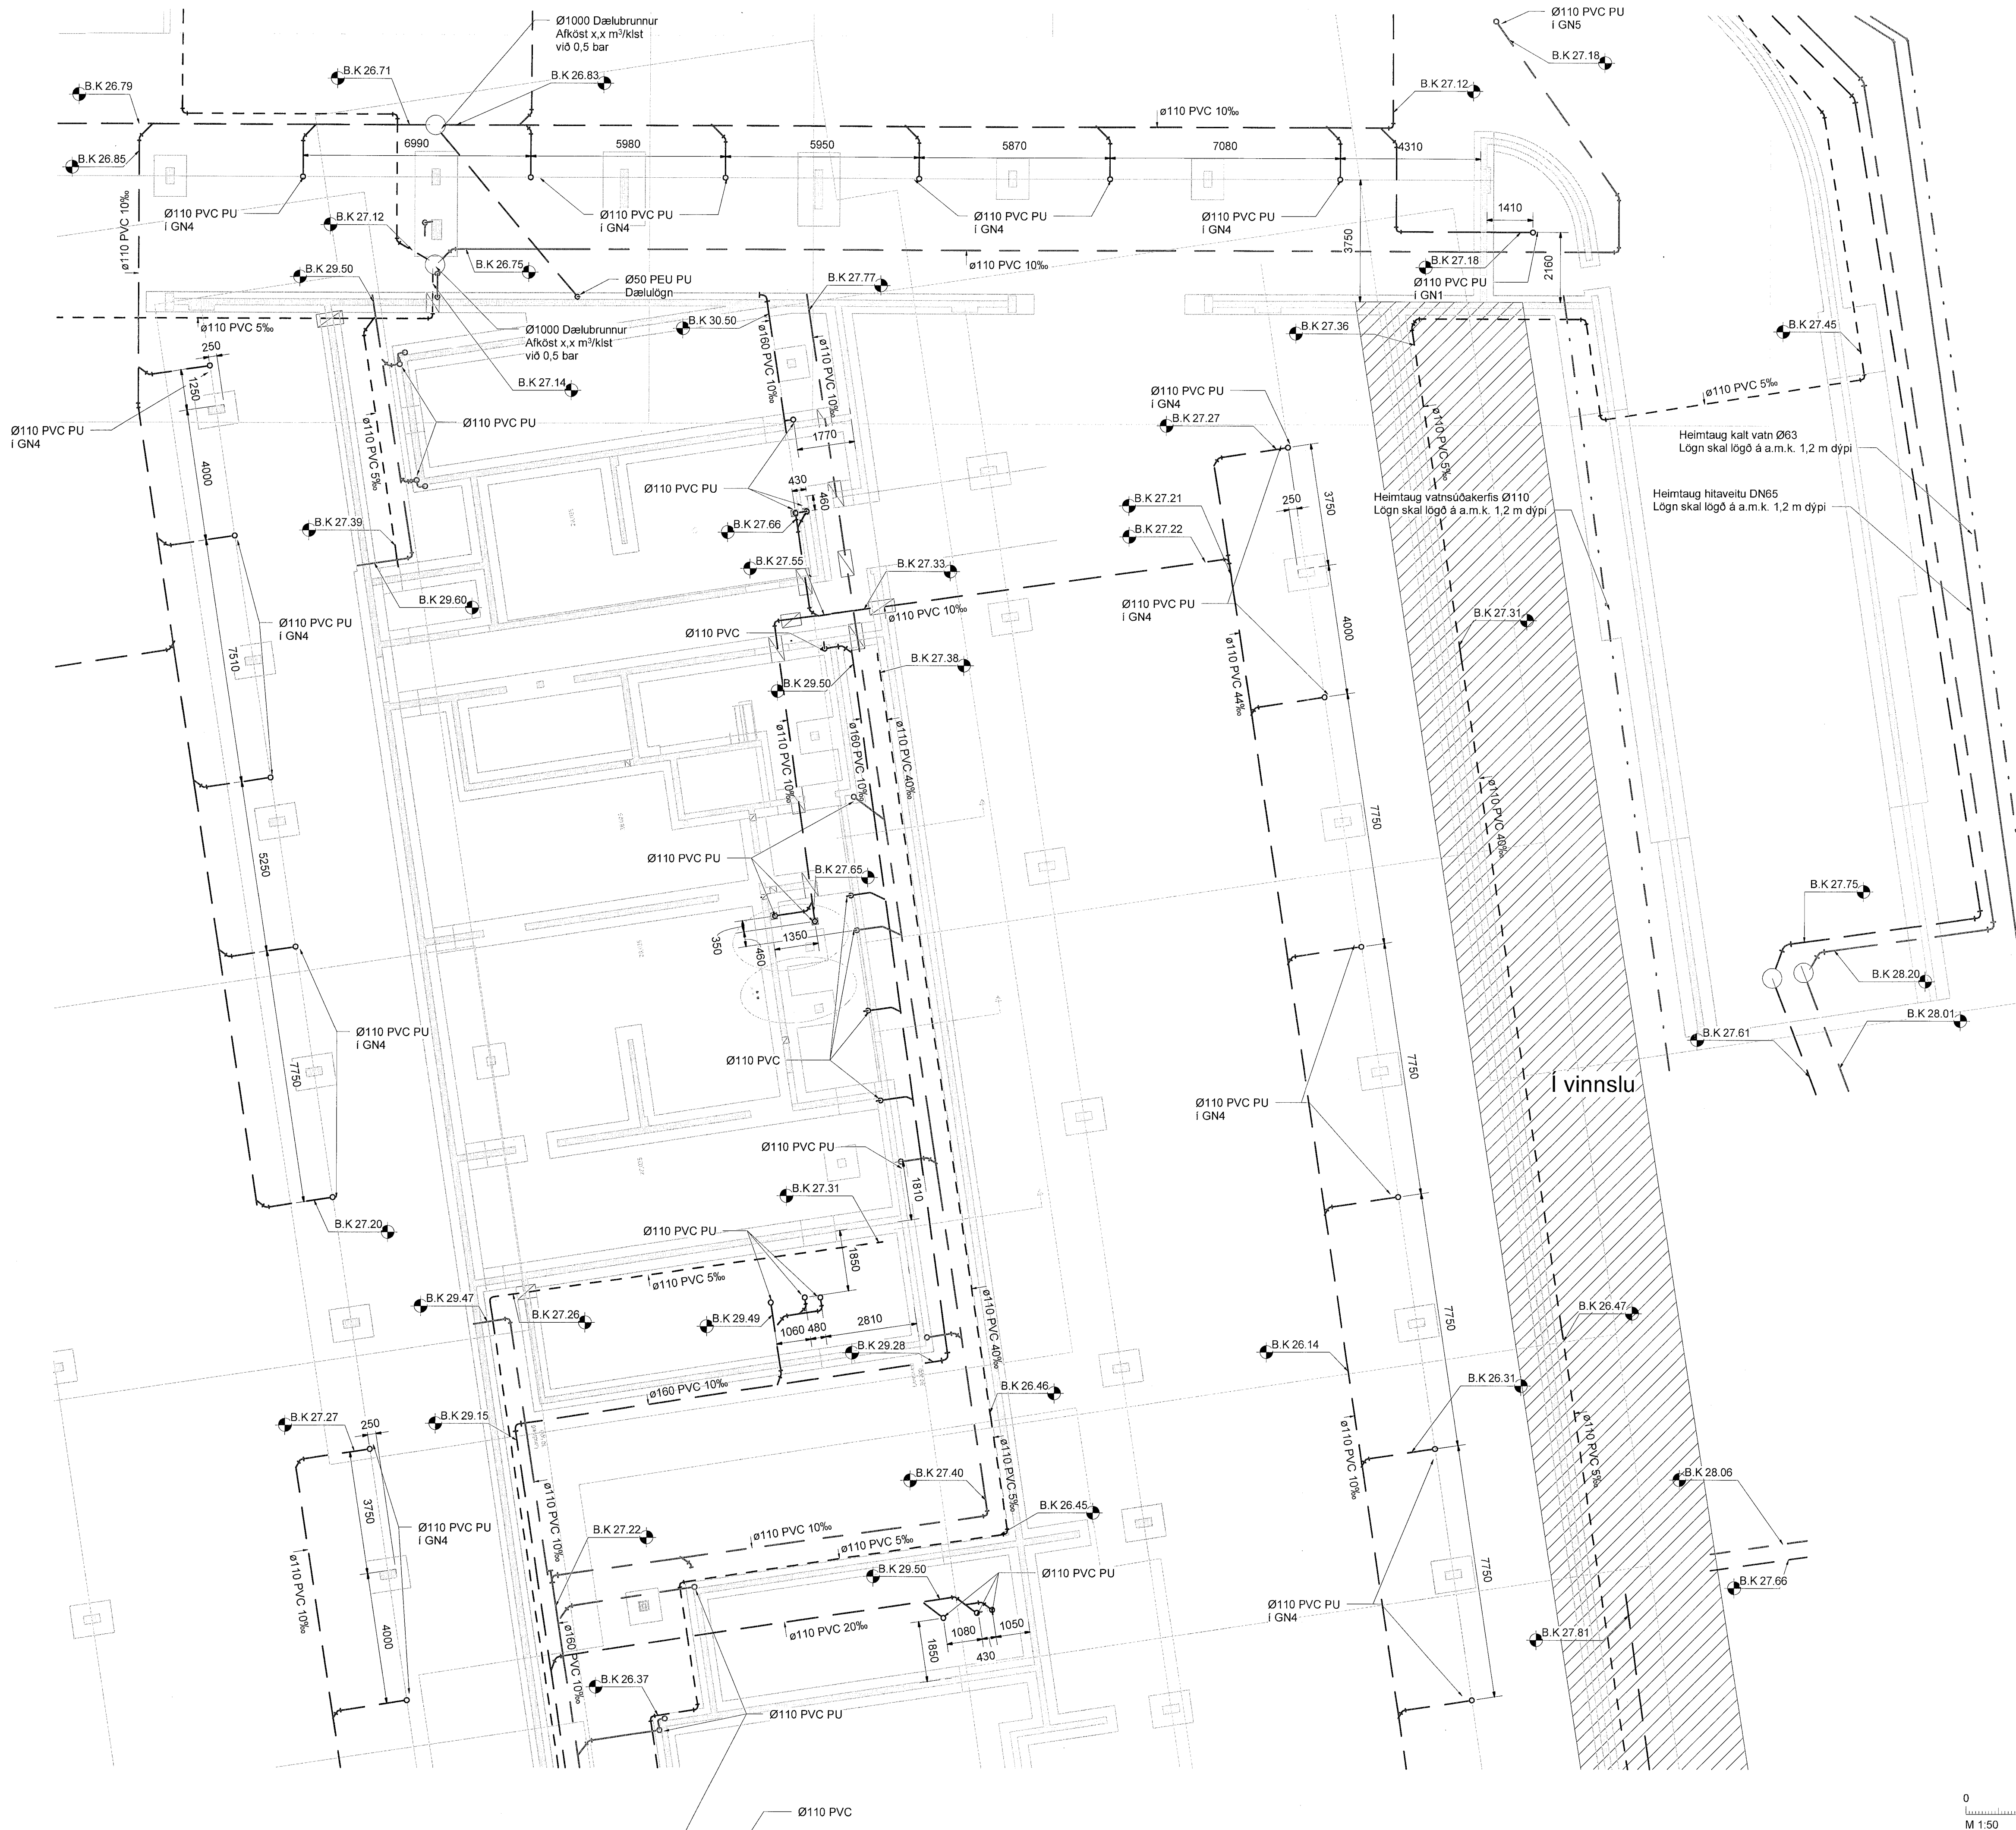 Ø1000 Dælubrunnur
Afköst x,x m³/klst
við 0,5 bar
Ø110 PVC PU
í GN5
B.K 27.18
B.K 26.71
B.K 26.83
B.K 26.79
B.K 27.12
ø110 PVC 10‰
B.K 26.85
6990
5980
5950
5870
7080
4310
ø110 PVC 10‰
Ø110 PVC PU
í GN4
B.K 27.12
Ø110 PVC PU
í GN4
Ø110 PVC PU
í GN4
Ø110 PVC PU
í GN4
1410
3750
2160
B.K 26.75
ø110 PVC 10‰
B.K 27.18
B.K 29.50
Ø50 PEU PU
Dælulögn
B.K 27.77
Ø110 PVC PU
í GN1
ø110 PVC 5‰
Ø1000 Dælubrunnur
Afköst x,x m³/klst
við 0,5 bar
B.K 30.50
ø160 PVC 10‰
ø110 PVC 10‰
B.K 27.36
B.K 27.45
250
1250
B.K 27.14
Ø110 PVC PU
í GN4
Ø110 PVC PU
ø110 PVC 5‰
Ø110 PVC PU
í GN4
B.K 27.27
ø110 PVC 5‰
ø110 PVC 5‰
1770
4000
Heimtaug kalt vatn Ø63
Lögn skal lögð á a.m.k. 1,2 m dýpi
Ø110 PVC PU
430
460
3750
250
Heimtaug vatnsúðakerfis Ø110
Lögn skal lögð á a.m.k. 1,2 m dýpi
Heimtaug hitaveitu DN65
Lögn skal lögð á a.m.k. 1,2 m dýpi
B.K 27.39
B.K 27.66
B.K 27.21
B.K 27.22
B.K 27.55
B.K 27.33
B.K 29.60
Ø110 PVC PU
í GN4
ø110 PVC 10‰
Ø110 PVC PU
í GN4
4000
B.K 27.31
Ø110 PVC
7510
B.K 27.38
B.K 29.50
ø110 PVC 44‰
ø110 PVC 10‰
ø160 PVC 10‰
ø110 PVC 40‰
ø110 PVC 40‰
7750
Ø110 PVC PU
5250
B.K 27.65
B.K 27.75
350
460
1350
B.K 28.20
Ø110 PVC PU
í GN4
7750
Ø110 PVC
B.K 27.61
B.K 28.01
7750
Í vinnslu
Ø110 PVC PU
í GN4
Ø110 PVC PU
B.K 27.31
1810
B.K 27.20
Ø110 PVC PU
1850
ø110 PVC 5‰
B.K 29.47
B.K 27.26
B.K 29.49
1060
480
2810
B.K 29.28
ø110 PVC 40‰
7750
B.K 26.47
B.K 26.14
ø160 PVC 10‰
B.K 26.46
B.K 26.31
B.K 27.27
250
B.K 29.15
ø110 PVC 10‰
ø110 PVC 5‰
B.K 27.40
ø110 PVC 5‰
B.K 28.06
3750
ø110 PVC 10‰
B.K 26.45
Ø110 PVC PU
í GN4
B.K 27.22
ø110 PVC 10‰
ø110 PVC 5‰
ø110 PVC 10‰
B.K 29.50
Ø110 PVC PU
7750
B.K 27.66
Ø110 PVC PU
í GN4
4000
ø160 PVC 10‰
ø110 PVC 20‰
1850
1080
430
1050
B.K 27.81
B.K 26.37
Ø110 PVC PU
Ø110 PVC
0
M 1:50